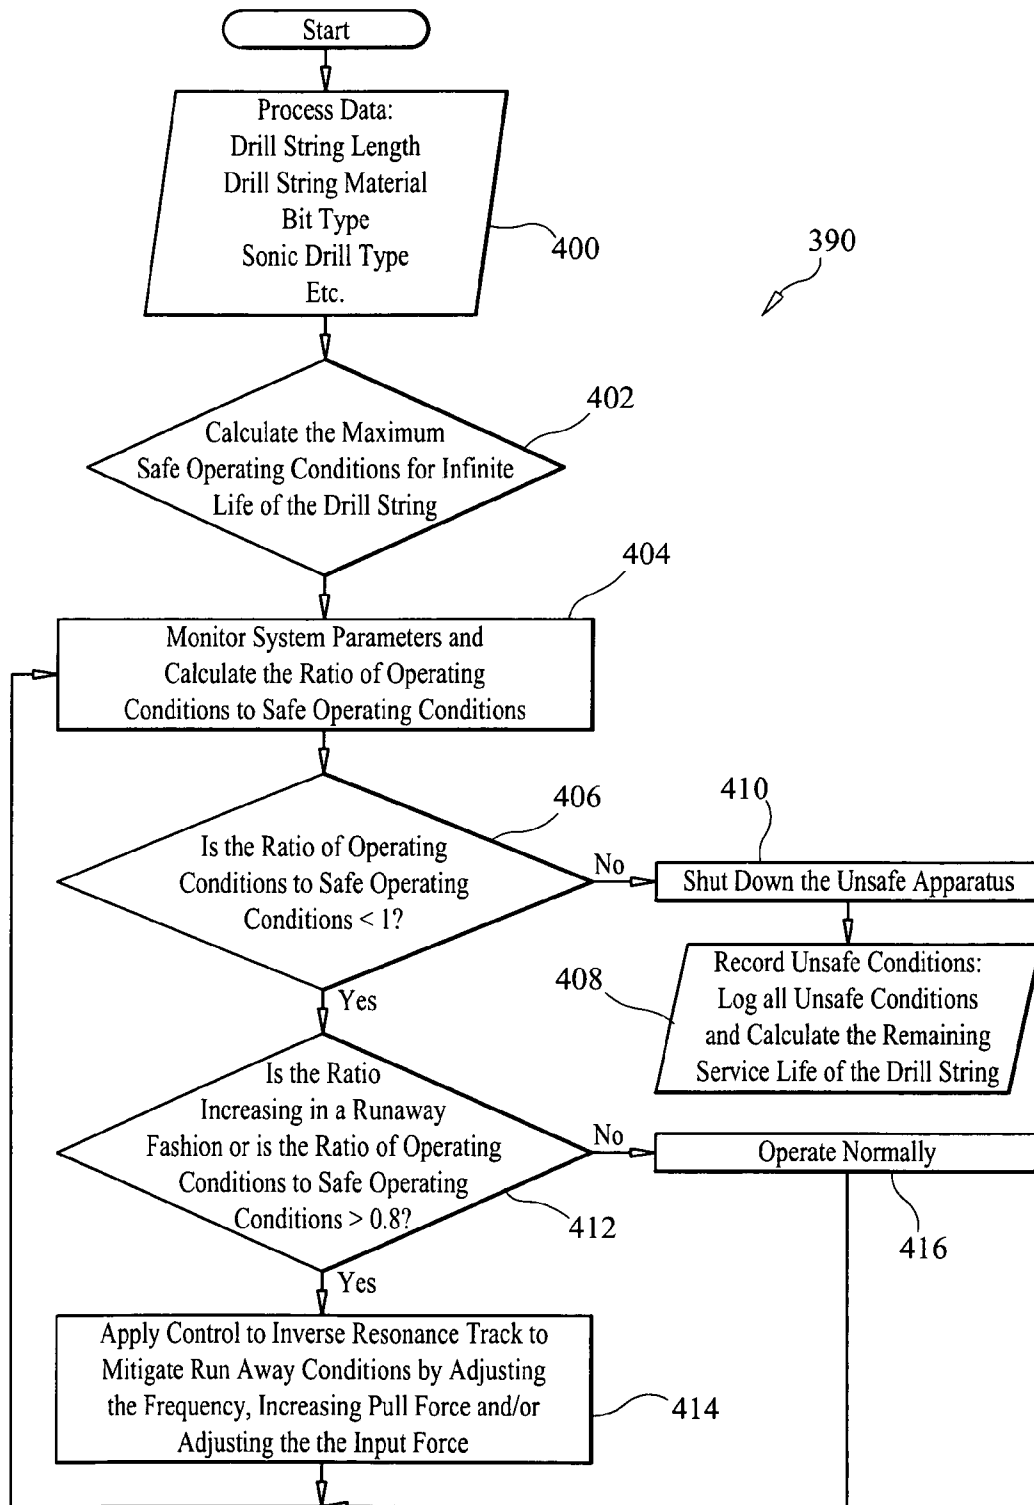 Start
Process Data:
Drill String Length
Drill String Material
Bit Type
Sonic Drill Type
Etc.
400
390
402
Calculate the Maximum
Safe Operating Conditions for Infinite
Life of the Drill String
404
Monitor System Parameters and
Calculate the Ratio of Operating
Conditions to Safe Operating Conditions
406
Is the Ratio of Operating
Conditions to Safe Operating
Conditions < 1?
No
410
Shut Down the Unsafe Apparatus
Yes
408
Record Unsafe Conditions:
Log all Unsafe Conditions
and Calculate the Remaining
Service Life of the Drill String
Is the Ratio
Increasing in a Runaway
Fashion or is the Ratio of Operating
Conditions to Safe Operating
Conditions > 0.8?
412
No
Operate Normally
416
Yes
Apply Control to Inverse Resonance Track to
Mitigate Run Away Conditions by Adjusting
the Frequency, Increasing Pull Force and/or
Adjusting the the Input Force
414